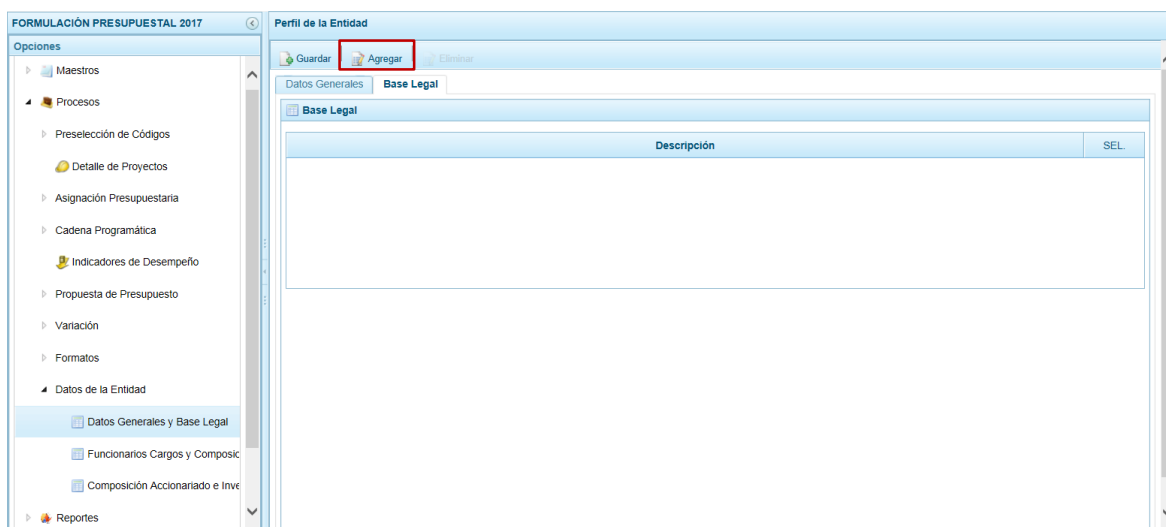 FORMULACIÓN PRESUPUESTAL 2017
Opciones
Maestros
Procesos
Preselección de Códigos
Detalle de Proyectos
Asignación Presupuestaria
Cadena Programática
Indicadores de Desempeño
Propuesta de Presupuesto
Variación
Formatos
Datos de la Entidad
Datos Generales y Base Legal
Funcionarios Cargos y Composic
Composición Accionariado e Inve
Reportes
Perfil de la Entidad
Guardar Agregar Eliminar
Datos Generales Base Legal
Base Legal
Descripción SEL.